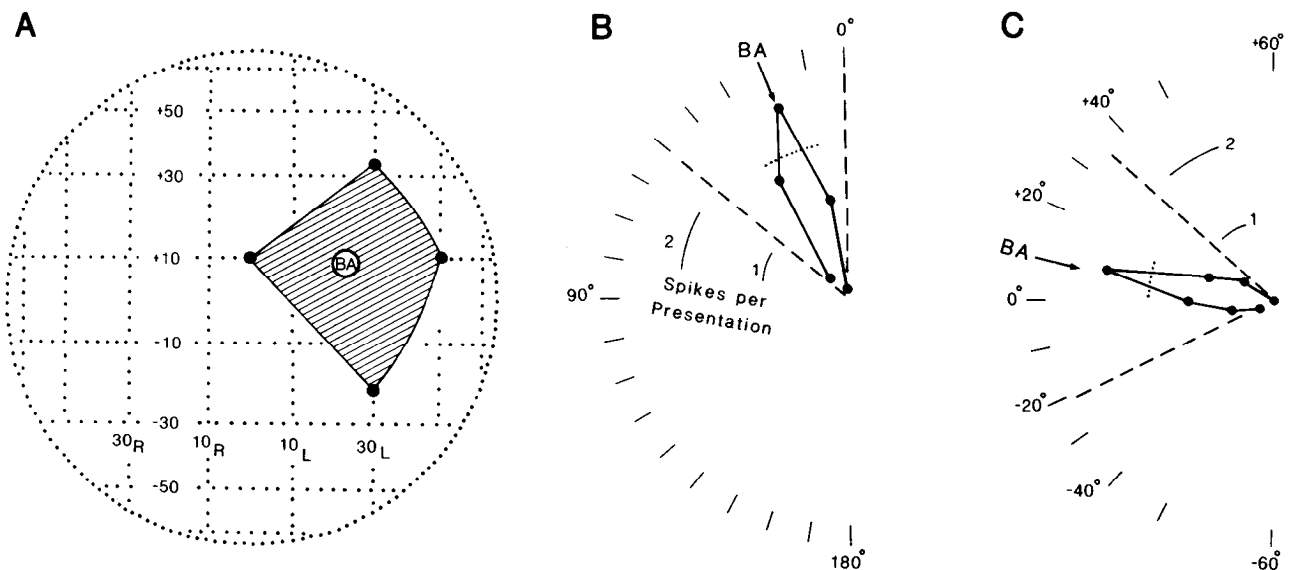 A
+50
+30
+10
-10
-30
-50
30R
10R
10L
30L
BA
B
0°
BA
2
1
Spikes per
Presentation
90°
180°
C
+60°
+40°
2
+20°
1
BA
0°
-20°
-40°
-60°